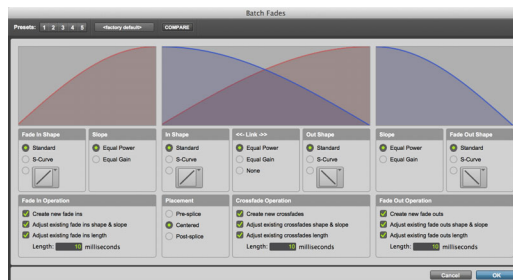 Batch Fades
Presets: 1 2 3 4 5 <factory default> COMPARE
Fade In Shape Slope In Shape <<- Link ->> Out Shape Slope Fade Out Shape
Standard Equal Power Standard Equal Power Standard Equal Power Standard
S-Curve Equal Gain S-Curve Equal Gain S-Curve Equal Gain S-Curve
None
Fade In Operation Placement Crossfade Operation Fade Out Operation
Create new fade ins Pre-splice Create new crossfades Create new fade outs
Adjust existing fade ins shape & slope Centered Adjust existing crossfades shape & slope Adjust existing fade outs shape & slope
Adjust existing fade ins length Post-splice Adjust existing crossfades length Adjust existing fade outs length
Length: 10 milliseconds Length: 10 milliseconds Length: 10 milliseconds
Cancel OK